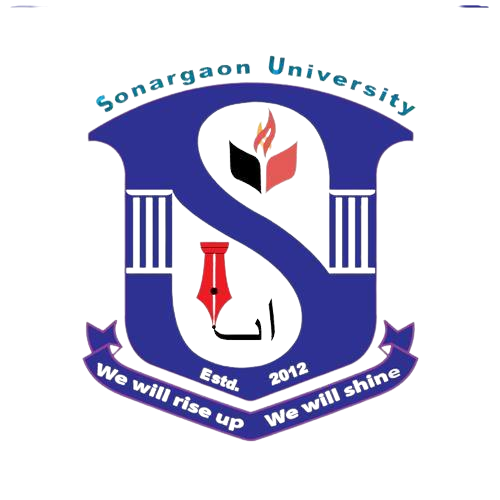 Sonargaon University
Estd. 2012
We will rise up We will shine